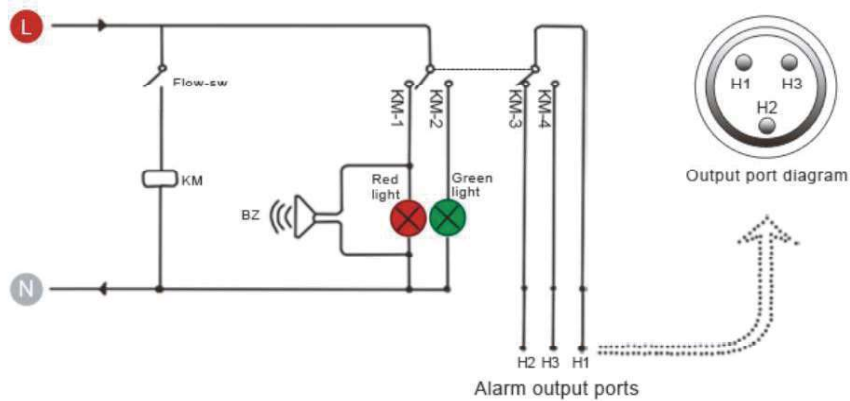 L
Flow-sw
KM-1
KM-2
KM-3
KM-4
H1
H3
H2
Output port diagram
KM
Red
light
Green
light
BZ
N
H2 H3 H1
Alarm output ports